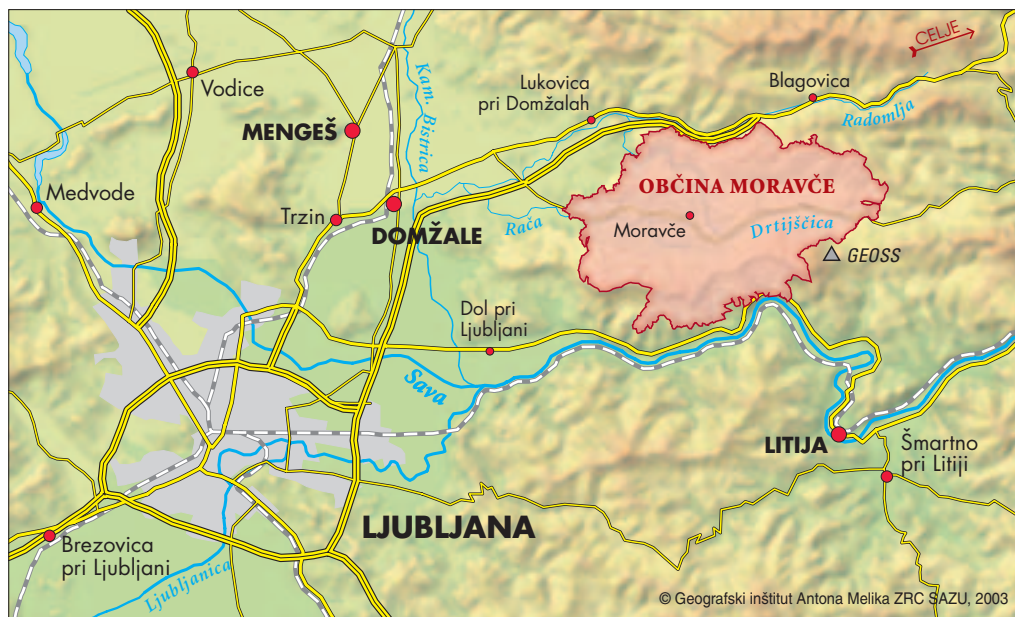 CELJE
Vodice
Kam. Bistrica
Lukovica
pri Domžalah
Blagovica
Radomlja
MENGEŠ
OBČINA MORAVČE
Medvode
Trzin
DOMŽALE
Rača
Moravče
Drtijščica
GEOSS
Dol pri
Ljubljani
Sava
LITIJA
Šmartno
pri Litiji
LJUBLJANA
Brezovica
pri Ljubljani
Ljubljanica
© Geografski inštitut Antona Melika ZRC SAZU, 2003